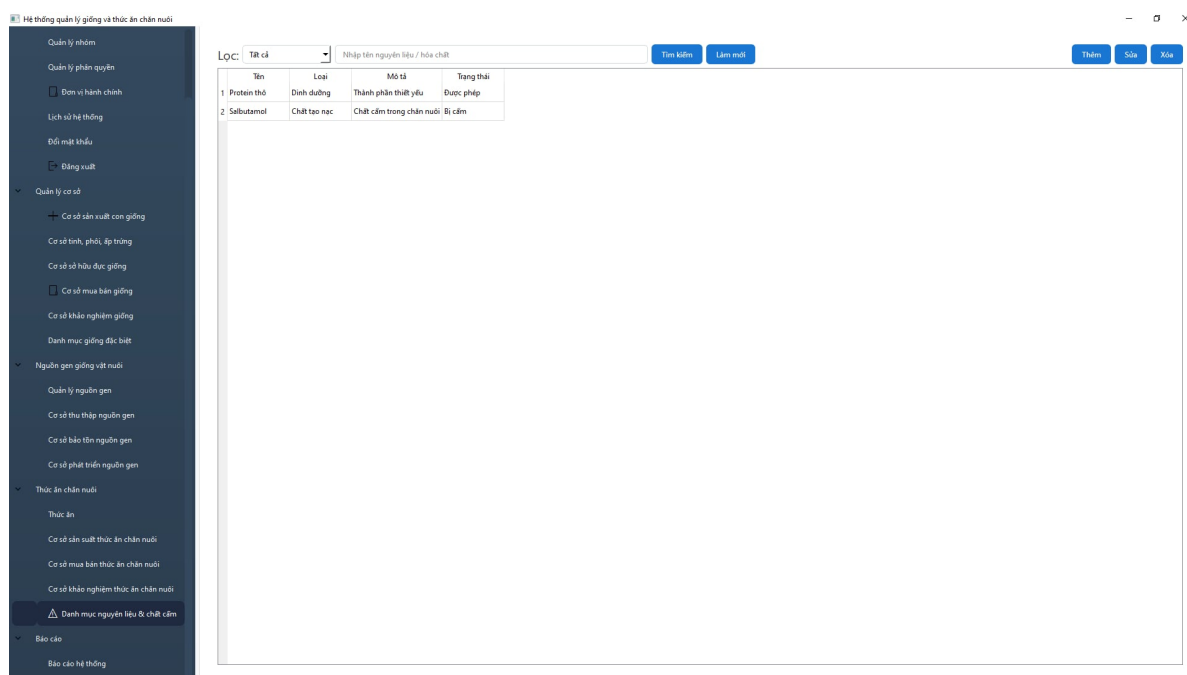 Hệ thống quản lý giống và thức ăn chăn nuôi
Quản lý nhóm
Quản lý phân quyền
Đơn vị hành chính
Lịch sử hệ thống
Đổi mật khẩu
Đăng xuất
Quản lý cơ sở
Cơ sở sản xuất con giống
Cơ sở tinh, phôi, ấp trứng
Cơ sở sở hữu đực giống
Cơ sở mua bán giống
Cơ sở khảo nghiệm giống
Danh mục giống đặc biệt
Nguồn gen giống vật nuôi
Quản lý nguồn gen
Cơ sở thu thập nguồn gen
Cơ sở bảo tồn nguồn gen
Cơ sở phát triển nguồn gen
Thức ăn chăn nuôi
Thức ăn
Cơ sở sản suất thức ăn chăn nuôi
Cơ sở mua bán thức ăn chăn nuôi
Cơ sở khảo nghiệm thức ăn chăn nuôi
Danh mục nguyên liệu & chất cấm
Báo cáo
Báo cáo hệ thống
Lọc: Tất cả Nhập tên nguyên liệu / hóa chất Tìm kiếm Làm mới Thêm Sửa Xóa
Tên Loại Mô tả Trạng thái
1 Protein thô Dinh dưỡng Thành phần thiết yếu Được phép
2 Salbutamol Chất tạo nạc Chất cấm trong chăn nuôi Bị cấm